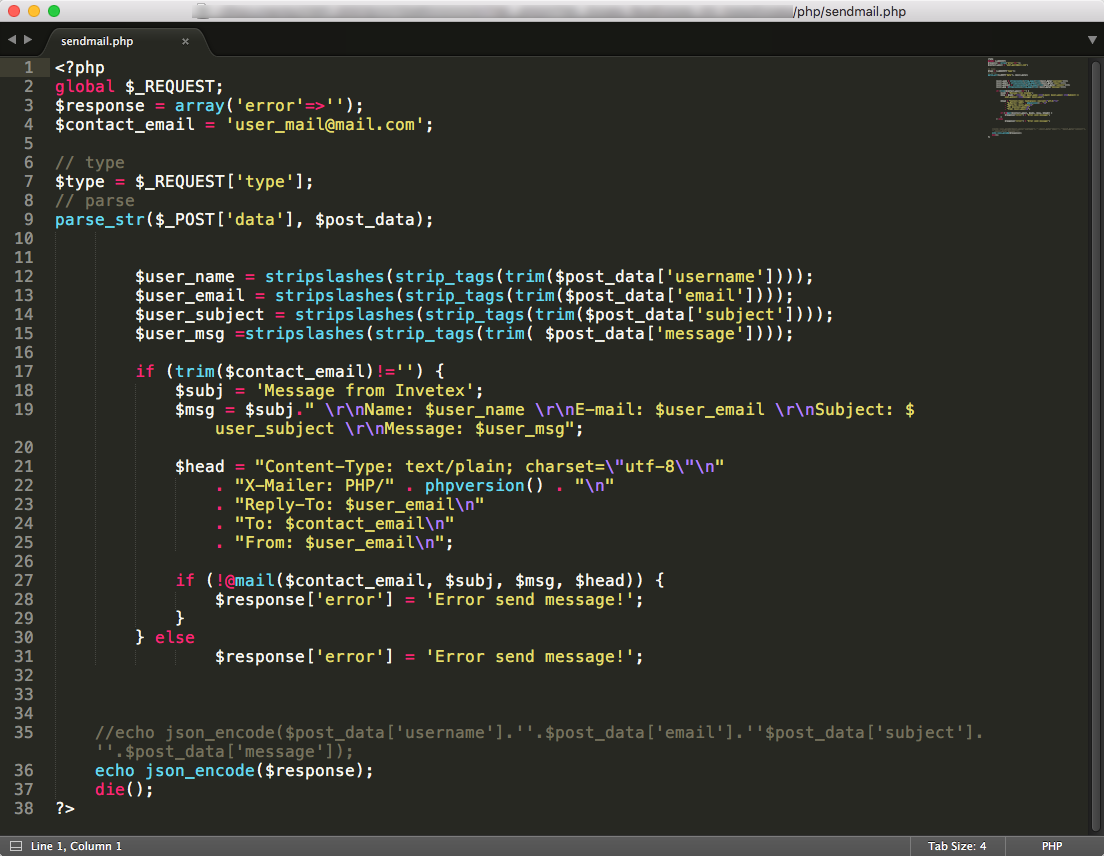 /php/sendmail.php
sendmail.php ×
1 <?php
2 global $_REQUEST;
3 $response = array('error'=>'');
4 $contact_email = 'user_mail@mail.com';
5
6 // type
7 $type = $_REQUEST['type'];
8 // parse
9 parse_str($_POST['data'], $post_data);
10
11
12 $user_name = stripslashes(strip_tags(trim($post_data['username'])));
13 $user_email = stripslashes(strip_tags(trim($post_data['email'])));
14 $user_subject = stripslashes(strip_tags(trim($post_data['subject'])));
15 $user_msg =stripslashes(strip_tags(trim( $post_data['message'])));
16
17 if (trim($contact_email)!='') {
18 $subj = 'Message from Invetex';
19 $msg = $subj." \r\nName: $user_name \r\nE-mail: $user_email \r\nSubject: $
user_subject \r\nMessage: $user_msg";
20
21 $head = "Content-Type: text/plain; charset=\"utf-8\"\n"
22 . "X-Mailer: PHP/" . phpversion() . "\n"
23 . "Reply-To: $user_email\n"
24 . "To: $contact_email\n"
25 . "From: $user_email\n";
26
27 if (!@mail($contact_email, $subj, $msg, $head)) {
28 $response['error'] = 'Error send message!';
29 }
30 } else
31 $response['error'] = 'Error send message!';
32
33
34
35 //echo json_encode($post_data['username'].''.$post_data['email'].''$post_data['subject'].
''.$post_data['message']);
36 echo json_encode($response);
37 die();
38 ?>
Line 1, Column 1 Tab Size: 4 PHP